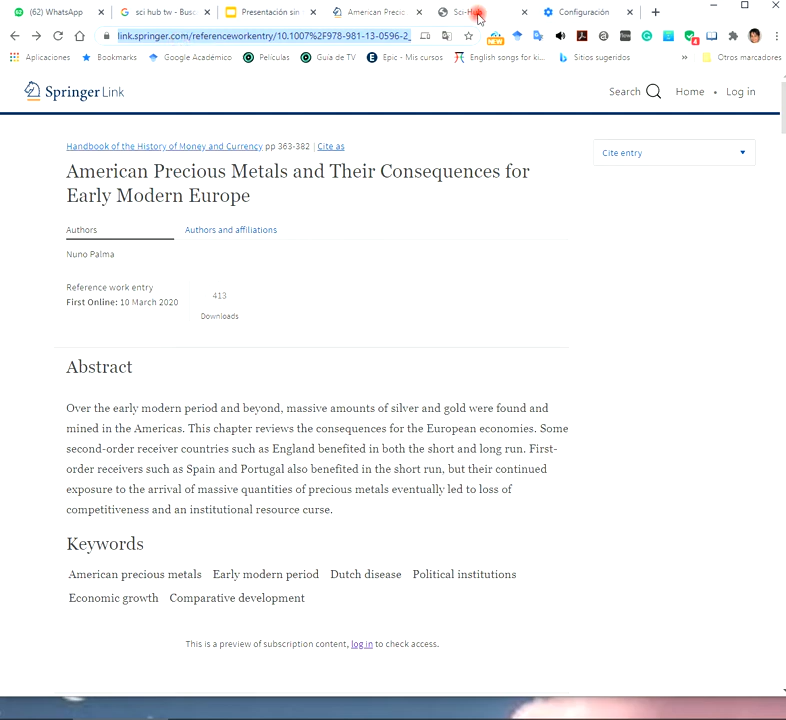 (62) WhatsApp
sci hub tw - Busc
Presentación sin
American Precic
Sci-Hub
Configuración
link.springer.com/referenceworkentry/10.1007%2F978-981-13-0596-2_
NEW
Aplicaciones
Bookmarks
Google Académico
Películas
Guía de TV
Epic - Mis cursos
English songs for ki...
Sitios sugeridos
»
Otros marcadores
Springer Link
Search
Home • Log in
Handbook of the History of Money and Currency pp 363-382 | Cite as
Cite entry
American Precious Metals and Their Consequences for
Early Modern Europe
Authors
Authors and affiliations
Nuno Palma
Reference work entry
First Online: 10 March 2020
413
Downloads
Abstract
Over the early modern period and beyond, massive amounts of silver and gold were found and
mined in the Americas. This chapter reviews the consequences for the European economies. Some
second-order receiver countries such as England benefited in both the short and long run. First-
order receivers such as Spain and Portugal also benefited in the short run, but their continued
exposure to the arrival of massive quantities of precious metals eventually led to loss of
competitiveness and an institutional resource curse.
Keywords
American precious metals Early modern period Dutch disease Political institutions
Economic growth Comparative development
This is a preview of subscription content, log in to check access.